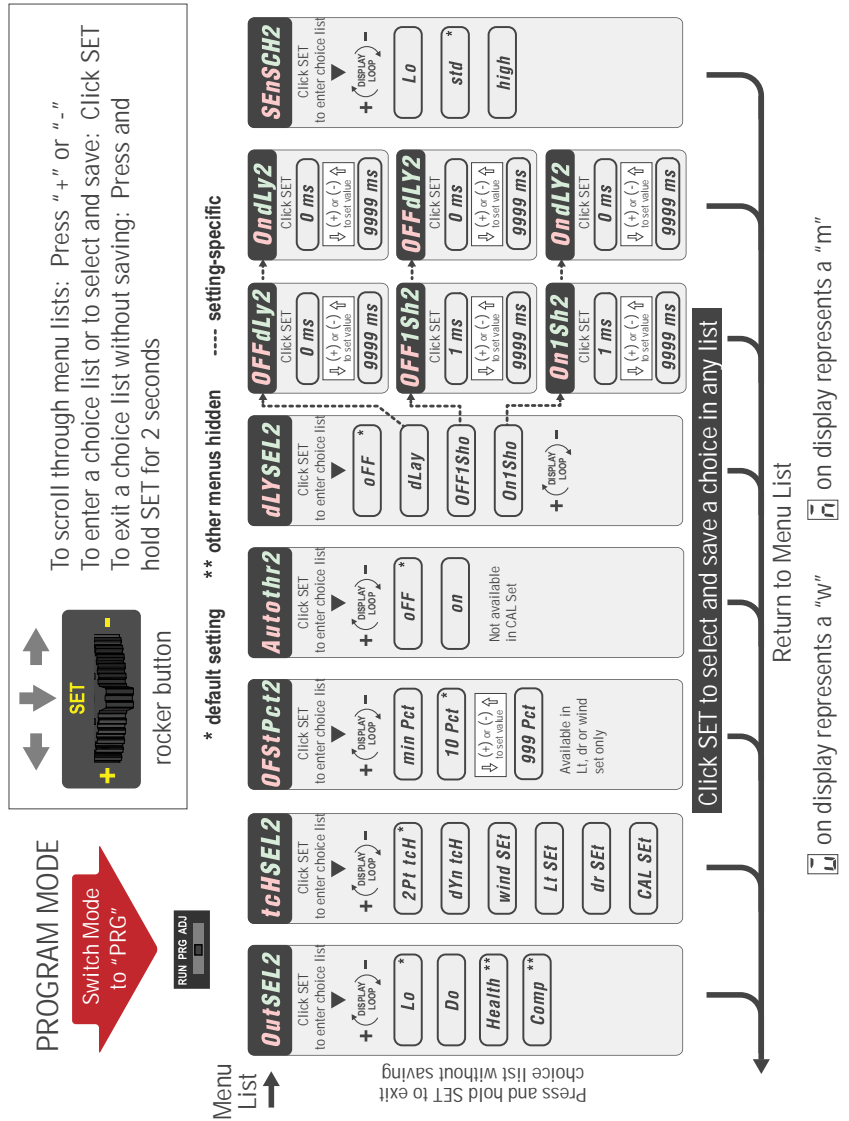 PROGRAM MODE
Switch Mode
to "PRG"
RUN PRG ADJ
+
SET
-
rocker button
To scroll through menu lists: Press "+" or "-"
To enter a choice list or to select and save: Click SET
To exit a choice list without saving: Press and
hold SET for 2 seconds
* default setting ** other menus hidden ---- setting-specific
Menu
List
OutSEL2
Click SET
to enter choice list
+ DISPLAY LOOP -
Lo *
Do
Health **
Comp **
tcHSEL2
Click SET
to enter choice list
+ DISPLAY LOOP -
2Pt tcH *
dYn tcH
wind SEt
Lt SEt
dr SEt
CAL SEt
OFStPct2
Click SET
to enter choice list
+ DISPLAY LOOP -
min Pct
10 Pct *
(+) or (-)
to set value
999 Pct
Available in
Lt, dr or wind
set only
Autothr2
Click SET
to enter choice list
+ DISPLAY LOOP -
oFF *
on
Not available
in CAL Set
dLYSEL2
Click SET
to enter choice list
oFF *
dLay
OFF1Sho
On1Sho
+ DISPLAY LOOP -
OFFdLy2
Click SET
0 ms
(+) or (-)
to set value
9999 ms
OndLy2
Click SET
0 ms
(+) or (-)
to set value
9999 ms
OFF1Sh2
Click SET
1 ms
(+) or (-)
to set value
9999 ms
OFFdLY2
Click SET
0 ms
(+) or (-)
to set value
9999 ms
On1Sh2
Click SET
1 ms
(+) or (-)
to set value
9999 ms
OndLY2
Click SET
0 ms
(+) or (-)
to set value
9999 ms
SEnSCH2
Click SET
to enter choice list
+ DISPLAY LOOP -
Lo
std *
high
Press and hold SET to exit
choice list without saving
Click SET to select and save a choice in any list
Return to Menu List
on display represents a "w"
on display represents a "m"